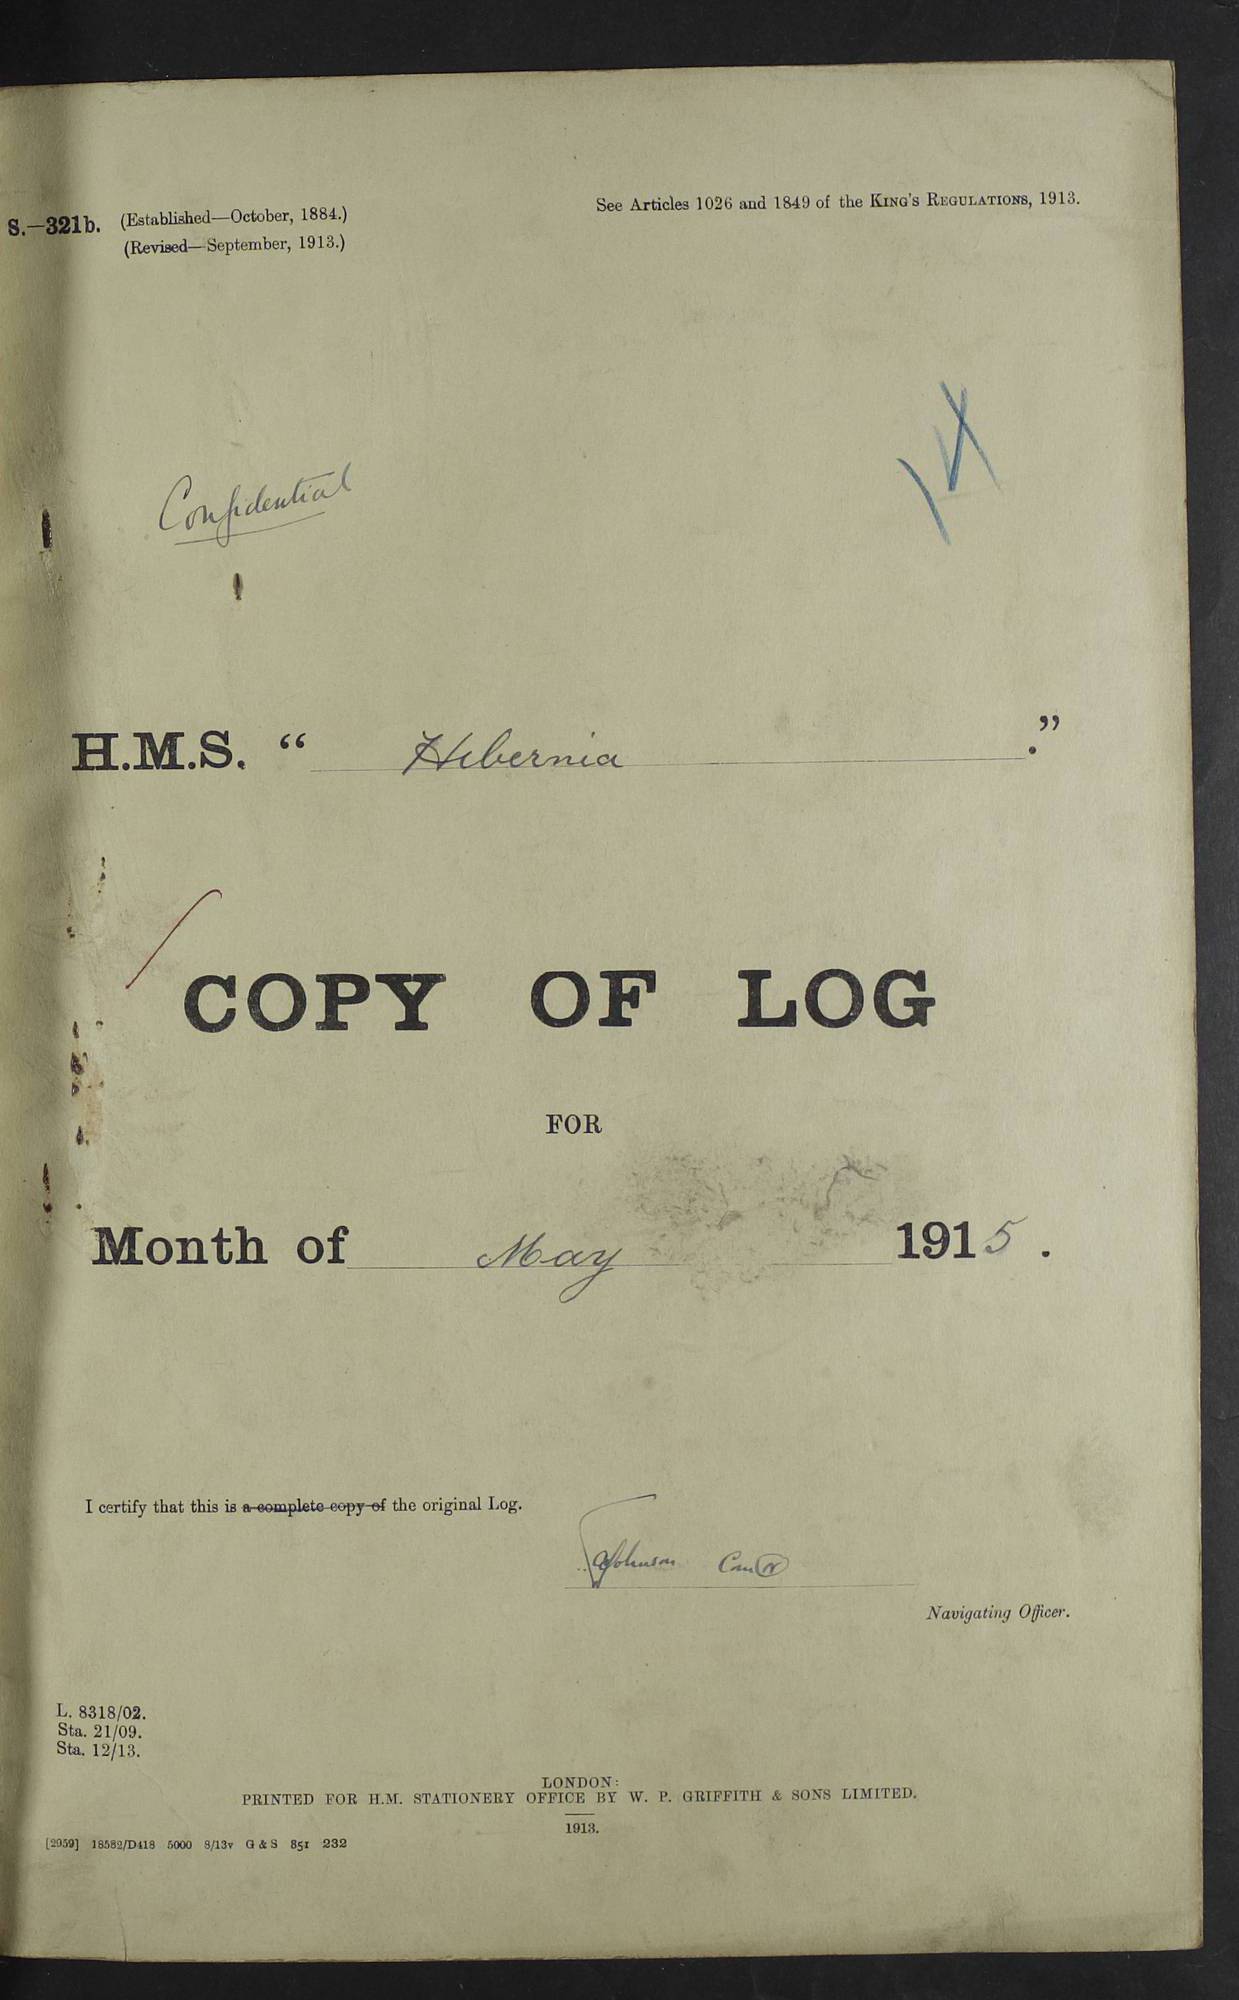 S.—321b. (Established—October, 1884.)
(Revised—September, 1913.)
See Articles 1026 and 1849 of the KING'S REGULATIONS, 1913.
14
Confidential
H.M.S. “ Hibernia .”
COPY OF LOG
FOR
Month of May 1915.
I certify that this is a complete copy of the original Log.
Johnson
Navigating Officer.
L. 8318/02.
Sta. 21/09.
Sta. 12/13.
LONDON:
PRINTED FOR H.M. STATIONERY OFFICE BY W. P. GRIFFITH & SONS LIMITED.
1913.
[2959] 18582/D418 5000 8/13v G & S 851 232